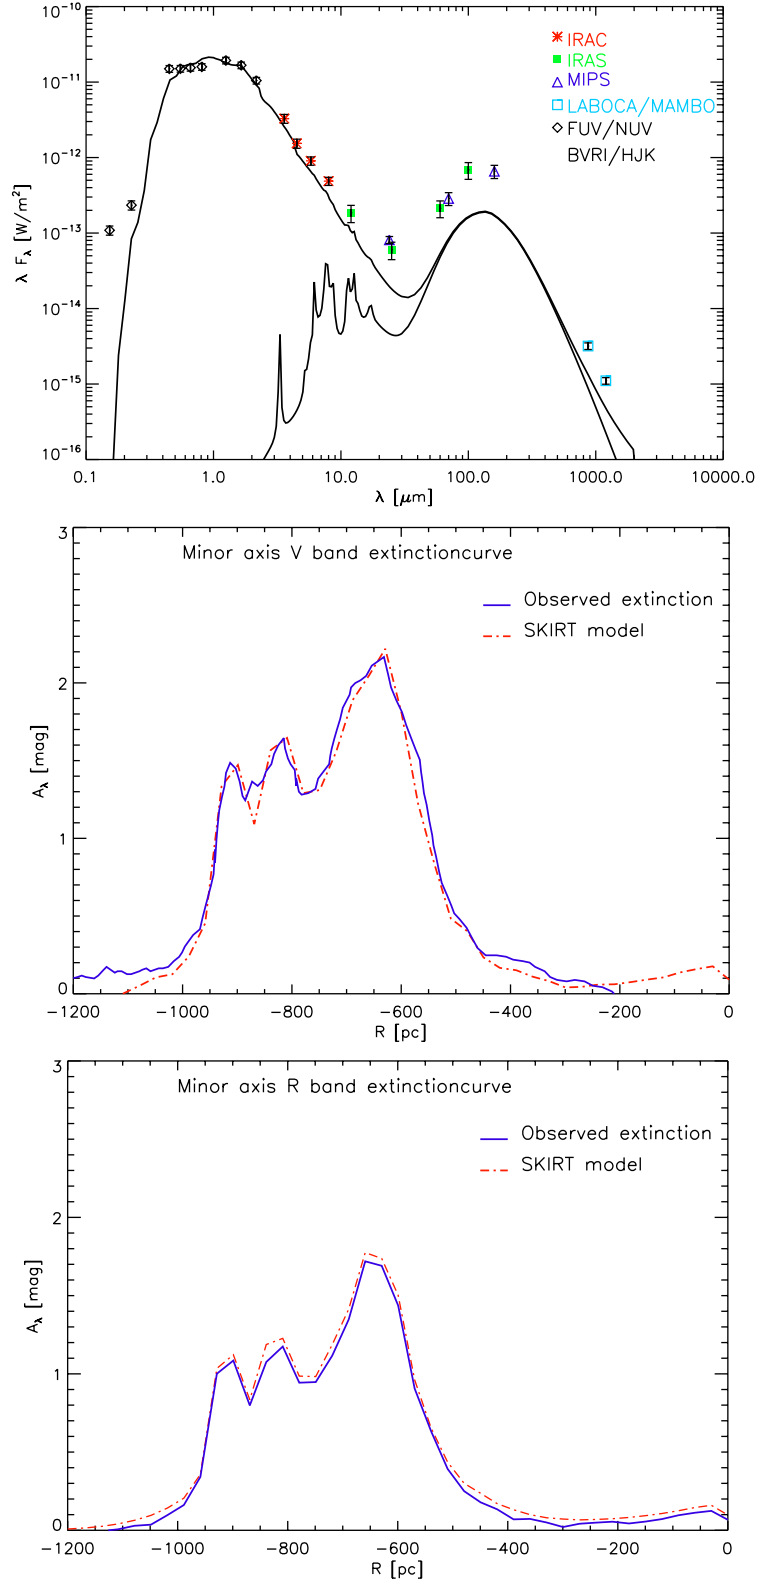 10⁻¹⁰
10⁻¹¹
10⁻¹²
10⁻¹³
10⁻¹⁴
10⁻¹⁵
10⁻¹⁶
λ Fλ [W/m²]
IRAC
IRAS
MIPS
LABOCA/MAMBO
FUV/NUV
BVRI/HJK
0.1 1.0 10.0 100.0 1000.0 10000.0
λ [μm]
3
2
1
0
Aλ [mag]
Minor axis V band extinctioncurve
Observed extinction
SKIRT model
−1200 −1000 −800 −600 −400 −200 0
R [pc]
3
2
1
0
Aλ [mag]
Minor axis R band extinctioncurve
Observed extinction
SKIRT model
−1200 −1000 −800 −600 −400 −200 0
R [pc]